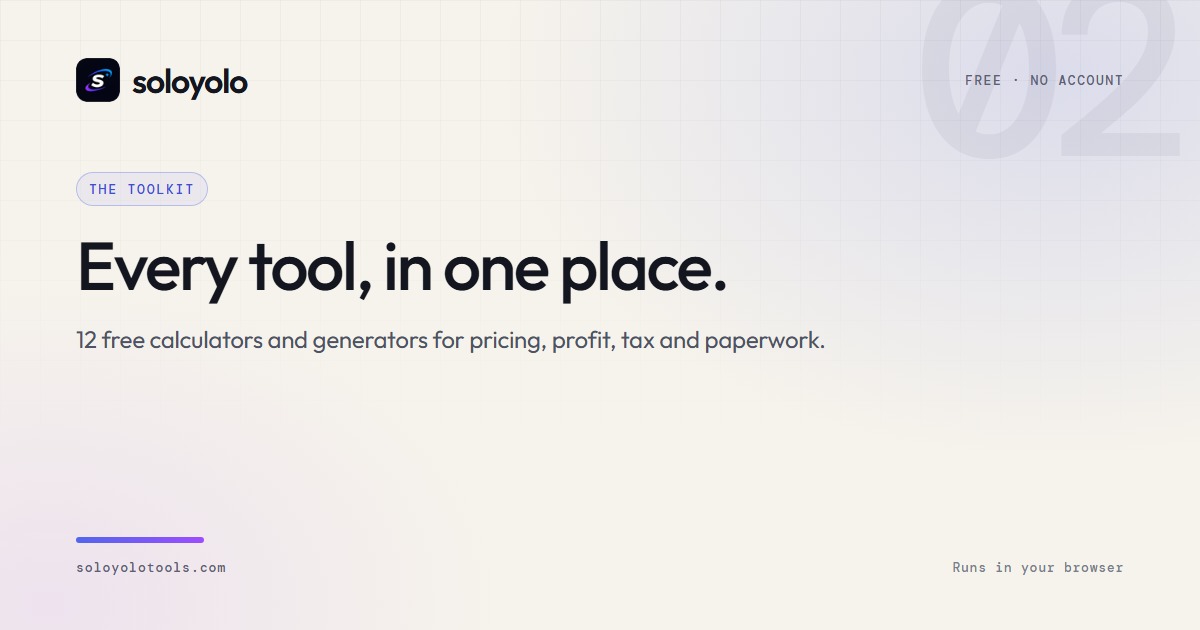 02
soloyolo
FREE · NO ACCOUNT
THE TOOLKIT
Every tool, in one place.
12 free calculators and generators for pricing, profit, tax and paperwork.
soloyolotools.com
Runs in your browser